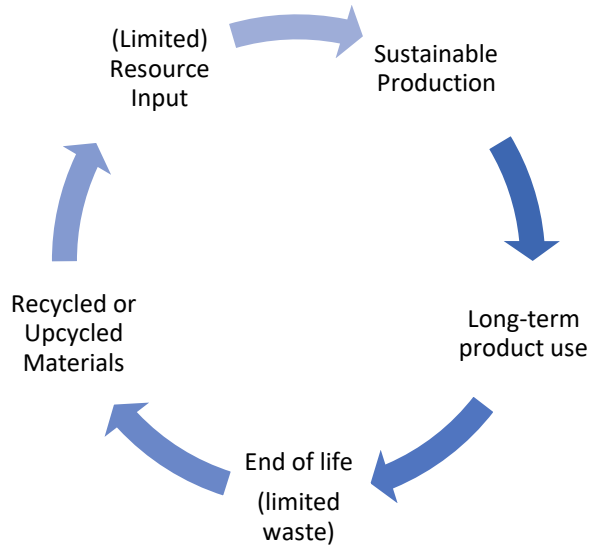 (Limited)
Resource
Input
Sustainable
Production
Long-term
product use
End of life
(limited
waste)
Recycled or
Upcycled
Materials